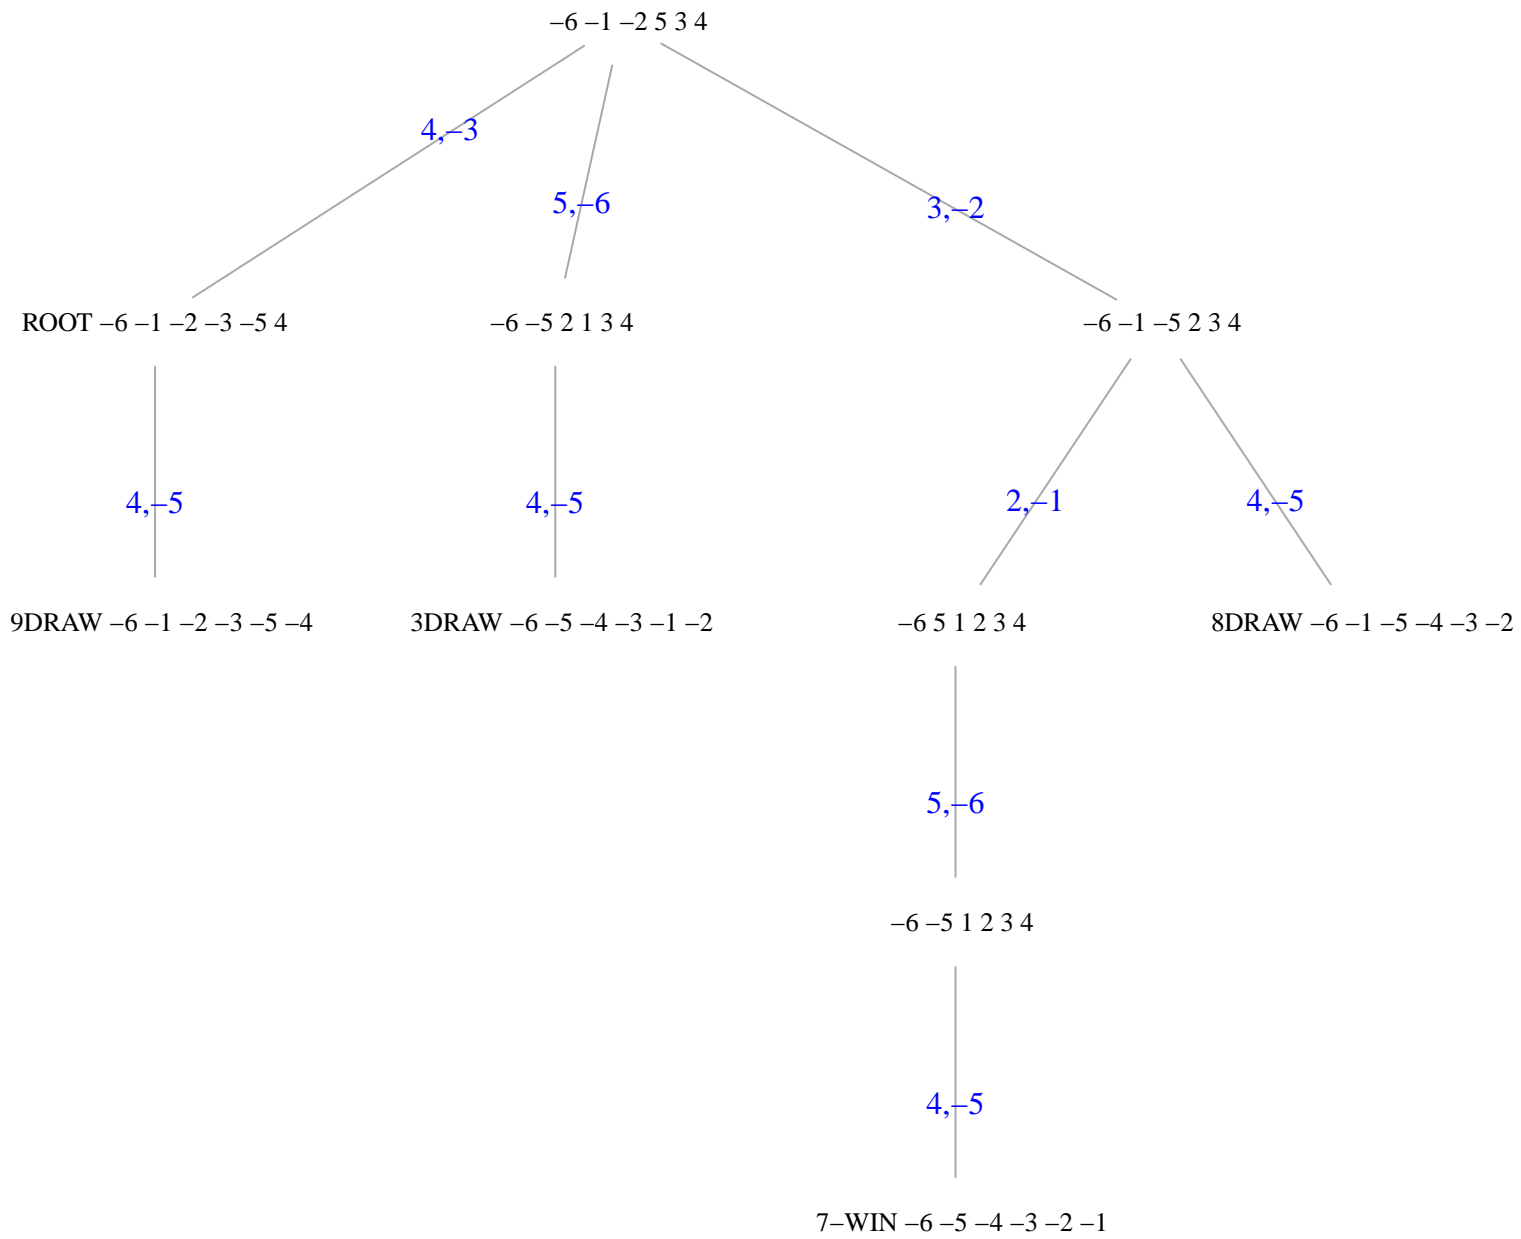 –6 –1 –2 5 3 4
4,–3
5,–6
3,–2
ROOT –6 –1 –2 –3 –5 4
–6 –5 2 1 3 4
–6 –1 –5 2 3 4
4,–5
4,–5
2,–1
4,–5
9DRAW –6 –1 –2 –3 –5 –4
3DRAW –6 –5 –4 –3 –1 –2
–6 5 1 2 3 4
8DRAW –6 –1 –5 –4 –3 –2
5,–6
–6 –5 1 2 3 4
4,–5
7–WIN –6 –5 –4 –3 –2 –1